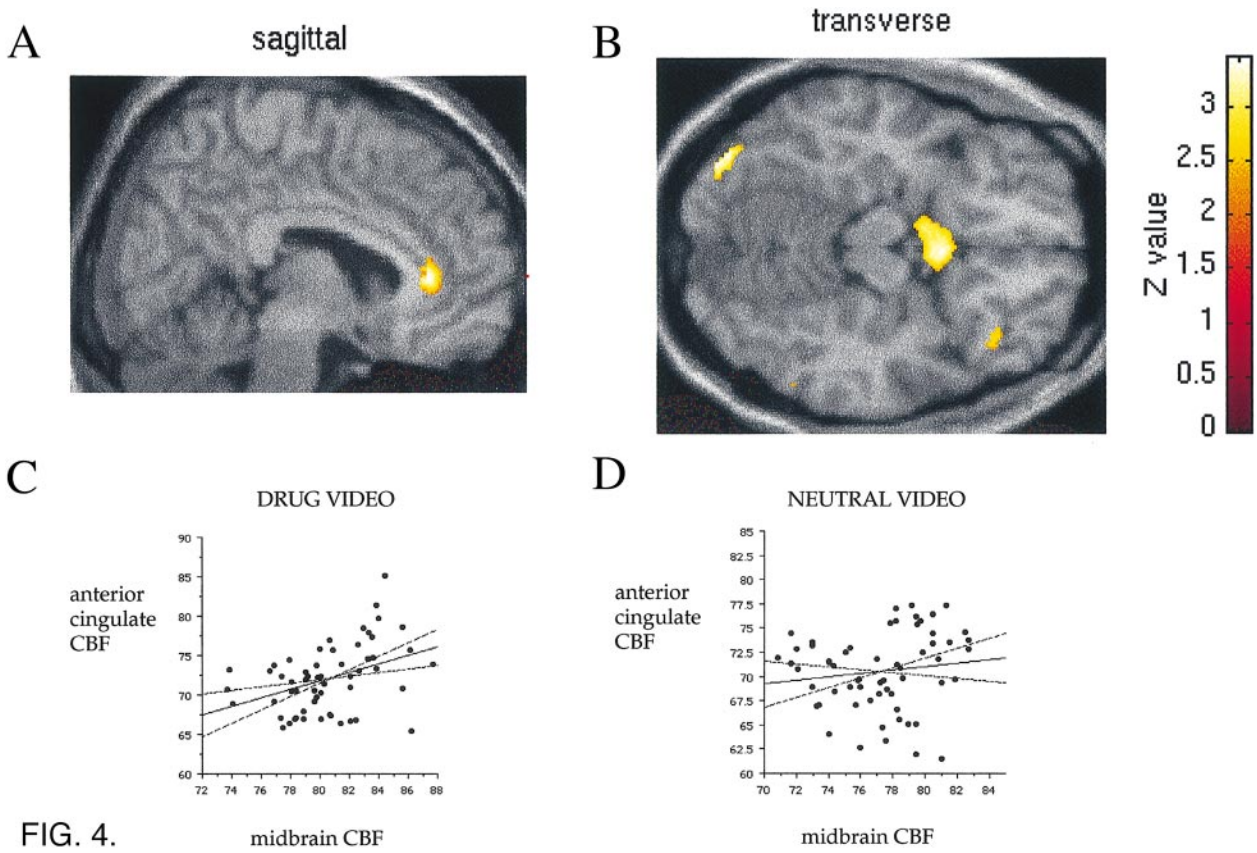 A
sagittal
B
transverse
3
2.5
2
1.5
1
0.5
0
Z value
C
DRUG VIDEO
anterior
cingulate
CBF
90
85
80
75
70
65
60
72 74 76 78 80 82 84 86 88
midbrain CBF
D
NEUTRAL VIDEO
anterior
cingulate
CBF
85
82.5
80
77.5
75
72.5
70
67.5
65
62.5
60
70 72 74 76 78 80 82 84
midbrain CBF
FIG. 4.